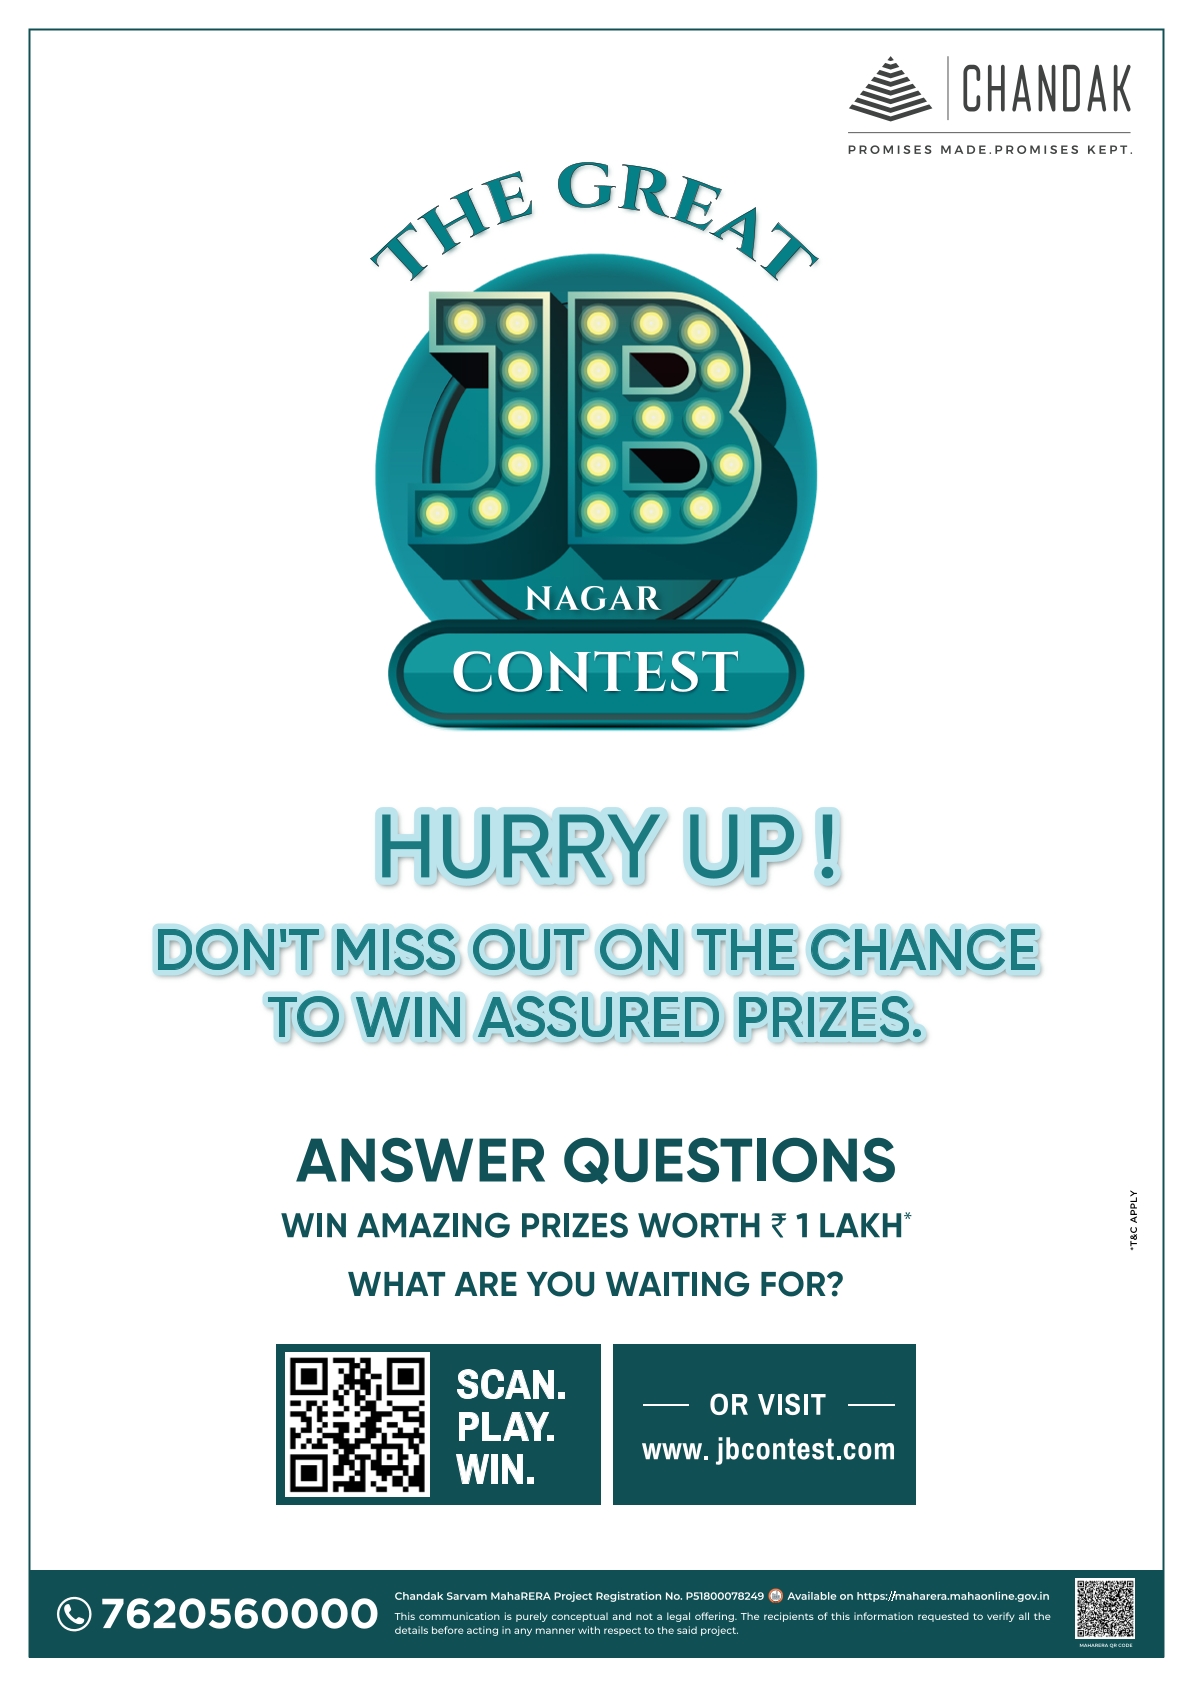 CHANDAK
PROMISES MADE.PROMISES KEPT.
THE GREAT
JB
NAGAR
CONTEST
HURRY UP !
DON'T MISS OUT ON THE CHANCE
TO WIN ASSURED PRIZES.
ANSWER QUESTIONS
WIN AMAZING PRIZES WORTH ₹ 1 LAKH*
WHAT ARE YOU WAITING FOR?
*T&C APPLY
SCAN.
PLAY.
WIN.
OR VISIT
www. jbcontest.com
7620560000
Chandak Sarvam MahaRERA Project Registration No. P51800078249 Available on https://maharera.mahaonline.gov.in
This communication is purely conceptual and not a legal offering. The recipients of this information requested to verify all the
details before acting in any manner with respect to the said project.
MAHARERA QR CODE